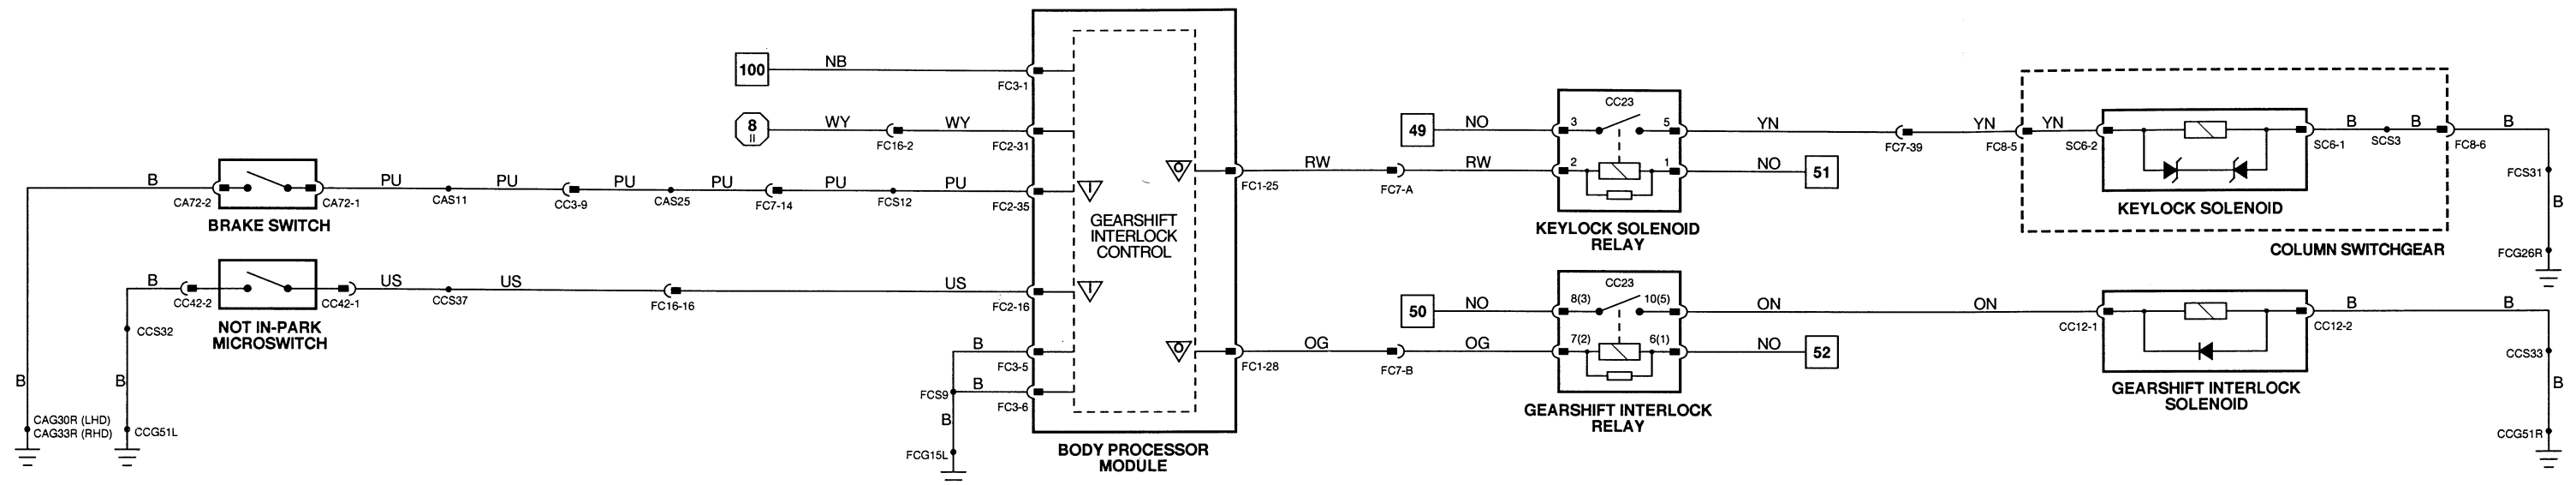 100
NB
FC3-1
8
II
WY
FC16-2
WY
FC2-31
B
CA72-2
CA72-1
BRAKE SWITCH
PU
CAS11
PU
CC3-9
PU
CAS25
PU
FC7-14
PU
FCS12
PU
FC2-35
I
B
CC42-2
CC42-1
NOT IN-PARK
MICROSWITCH
US
CCS37
US
FC16-16
US
FC2-16
I
CCS32
B
B
CAG30R (LHD)
CAG33R (RHD)
CCG51L
B
FC3-5
FCS9
B
FC3-6
B
FCG15L
GEARSHIFT
INTERLOCK
CONTROL
BODY PROCESSOR
MODULE
O
FC1-25
RW
FC7-A
RW
O
FC1-28
OG
FC7-B
OG
49
NO
CC23
3
5
2
1
KEYLOCK SOLENOID
RELAY
NO
51
YN
FC7-39
YN
FC8-5
YN
SC6-2
SC6-1
KEYLOCK SOLENOID
B
SCS3
B
FC8-6
COLUMN SWITCHGEAR
B
FCS31
B
FCG26R
50
NO
CC23
8(3)
10(5)
7(2)
6(1)
GEARSHIFT INTERLOCK
RELAY
NO
52
ON
ON
CC12-1
CC12-2
GEARSHIFT INTERLOCK
SOLENOID
B
B
CCS33
B
CCG51R